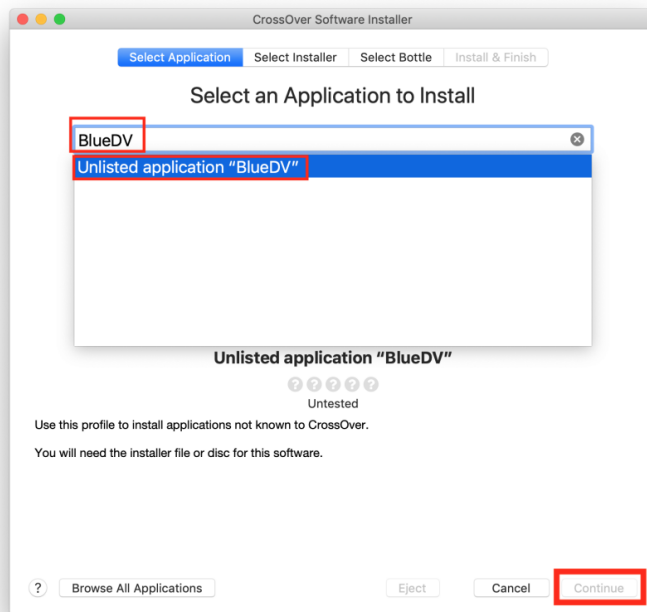 CrossOver Software Installer
Select Application Select Installer Select Bottle Install & Finish
Select an Application to Install
BlueDV
Unlisted application “BlueDV”
Unlisted application “BlueDV”
? ? ? ? ?
Untested
Use this profile to install applications not known to CrossOver.
You will need the installer file or disc for this software.
? Browse All Applications Eject Cancel Continue